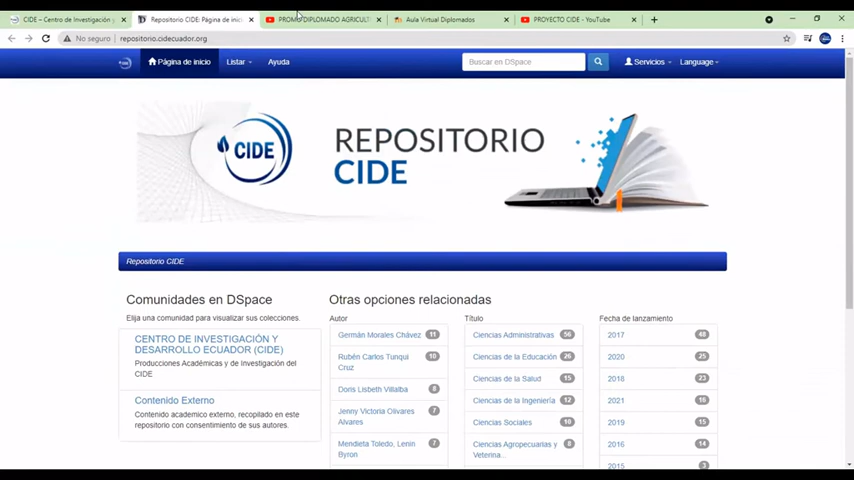 CIDE – Centro de Investigación y
Repositorio CIDE: Página de inic
PROMO DIPLOMADO AGRICULT
Aula Virtual Diplomados
PROYECTO CIDE - YouTube
No seguro
repositorio.cidecuador.org
Página de inicio
Listar
Ayuda
Buscar en DSpace
Servicios
Language
CIDE
REPOSITORIO
CIDE
Repositorio CIDE
Comunidades en DSpace
Elija una comunidad para visualizar sus colecciones.
CENTRO DE INVESTIGACIÓN Y
DESARROLLO ECUADOR (CIDE)
Producciones Académicas y de Investigación del
CIDE
Contenido Externo
Contenido academico externo, recopilado en este
repositorio con consentimiento de sus autores.
Otras opciones relacionadas
Autor
Germán Morales Chávez 11
Rubén Carlos Tunqui 10
Cruz
Doris Lisbeth Villalba 8
Jenny Victoria Olivares 7
Alvares
Mendieta Toledo, Lenin 7
Byron
Título
Ciencias Administrativas 56
Ciencias de la Educación 26
Ciencias de la Salud 15
Ciencias de la Ingeniería 12
Ciencias Sociales 10
Ciencias Agropecuarias y 8
Veterina...
Fecha de lanzamiento
2017 48
2020 25
2018 23
2021 16
2019 15
2016 14
2015 3